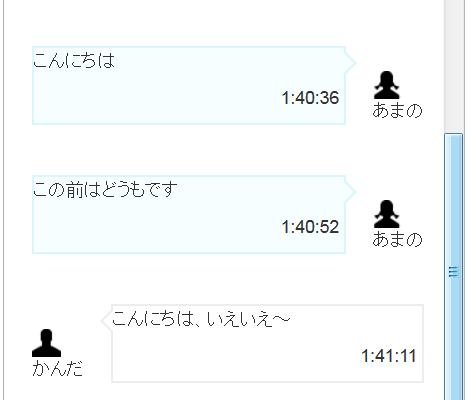 こんにちは
1:40:36
あまの
この前はどうもです
1:40:52
あまの
こんにちは、いえいえ～
1:41:11
かんだ